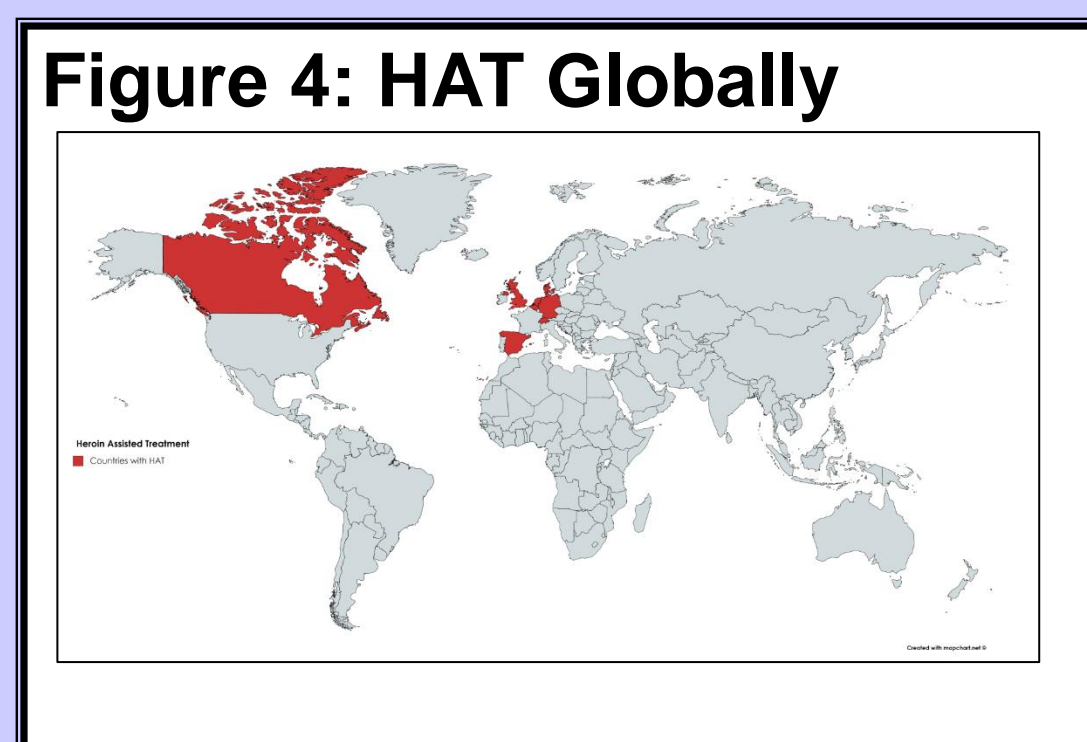 Figure 4: HAT Globally
Heroin Assisted Treatment
Countries with HAT
Created with mapchart.net ©